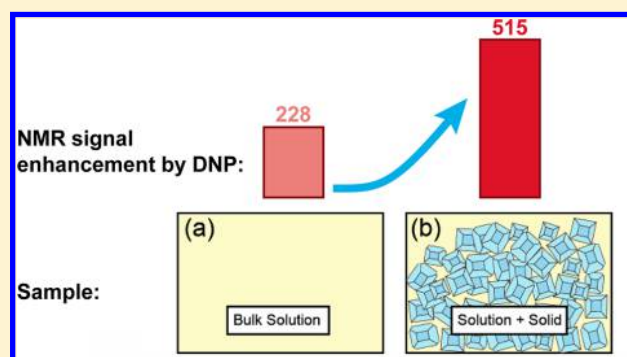 515
228
NMR signal
enhancement by DNP:
(a)
(b)
Sample:
Bulk Solution
Solution + Solid